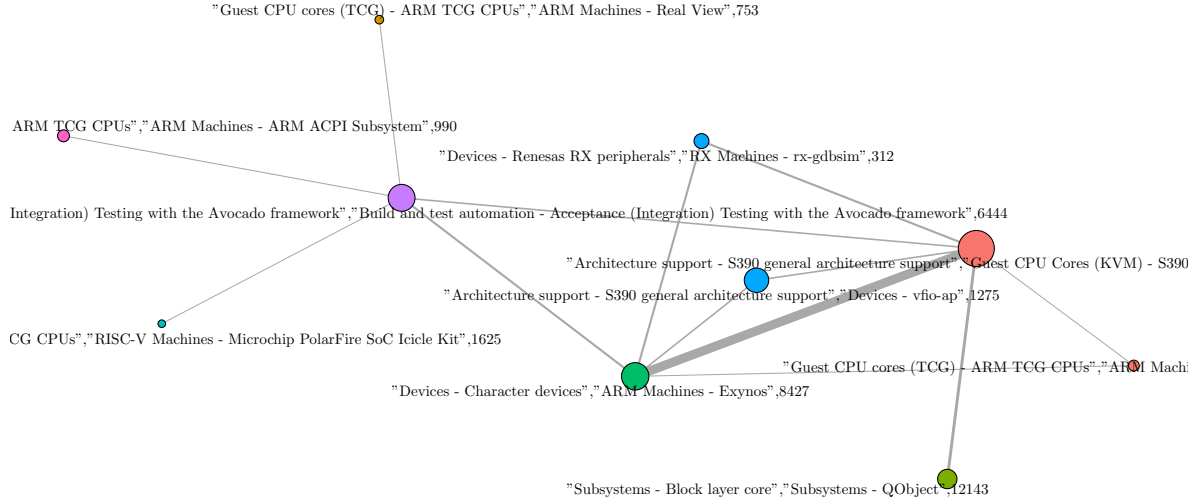 ”Guest CPU cores (TCG) - ARM TCG CPUs”,”ARM Machines - Real View”,753
ARM TCG CPUs”,”ARM Machines - ARM ACPI Subsystem”,990
”Devices - Renesas RX peripherals”,”RX Machines - rx-gdbsim”,312
Integration) Testing with the Avocado framework”,”Build and test automation - Acceptance (Integration) Testing with the Avocado framework”,6444
”Architecture support - S390 general architecture support”,”Guest CPU Cores (KVM) - S390
”Architecture support - S390 general architecture support”,”Devices - vfio-ap”,1275
CG CPUs”,”RISC-V Machines - Microchip PolarFire SoC Icicle Kit”,1625
”Guest CPU cores (TCG) - ARM TCG CPUs”,”ARM Machi
”Devices - Character devices”,”ARM Machines - Exynos”,8427
”Subsystems - Block layer core”,”Subsystems - QObject”,12143